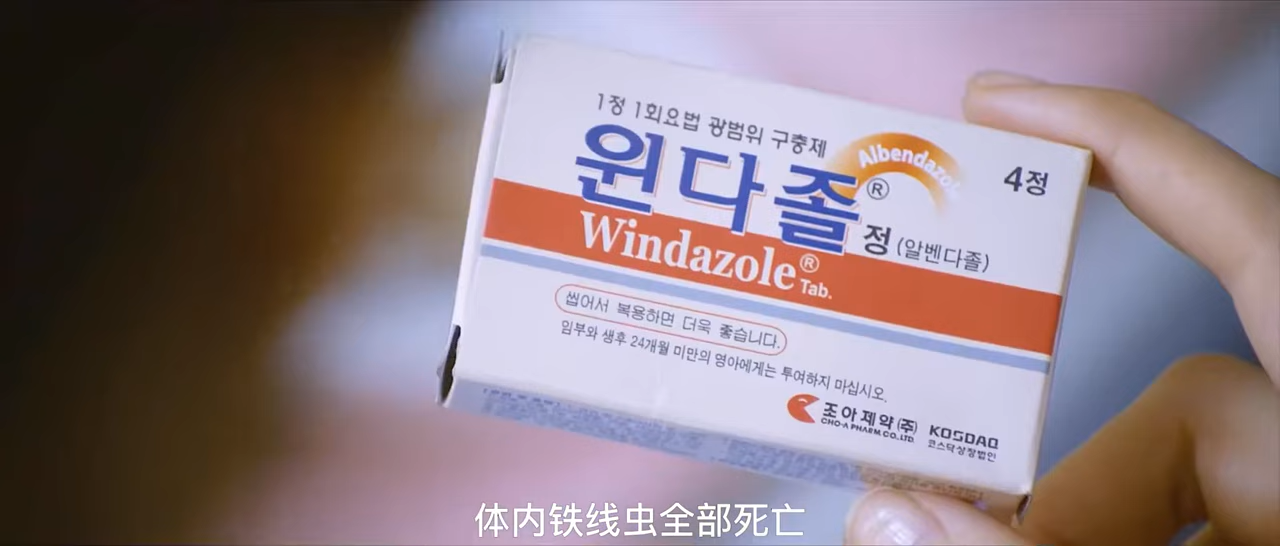 1정 1회요법 광범위 구충제
Albendazo
4정
윈다졸® 정 (알벤다졸)
Windazole® Tab.
씹어서 복용하면 더욱 좋습니다.
임부와 생후 24개월 미만의 영아에게는 투여하지 마십시오.
조아제약(주)
CHO-A PHARM.CO.,LTD.
KOSDAQ
코스닥상장법인
体内铁线虫全部死亡